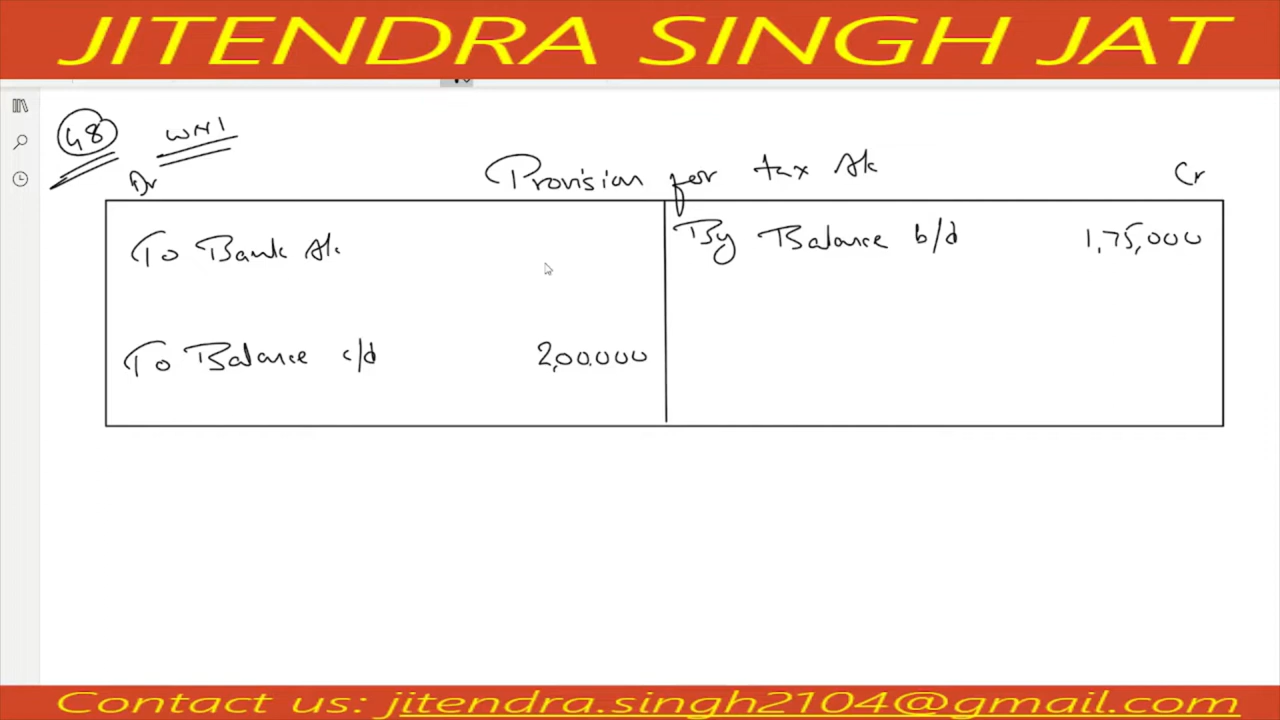 JITENDRA SINGH JAT
48 WN1
Dr Provision for tax A/c Cr
To Bank A/c By Balance b/d 1,75,000
To Balance c/d 2,00,000
Contact us: jitendra.singh2104@gmail.com